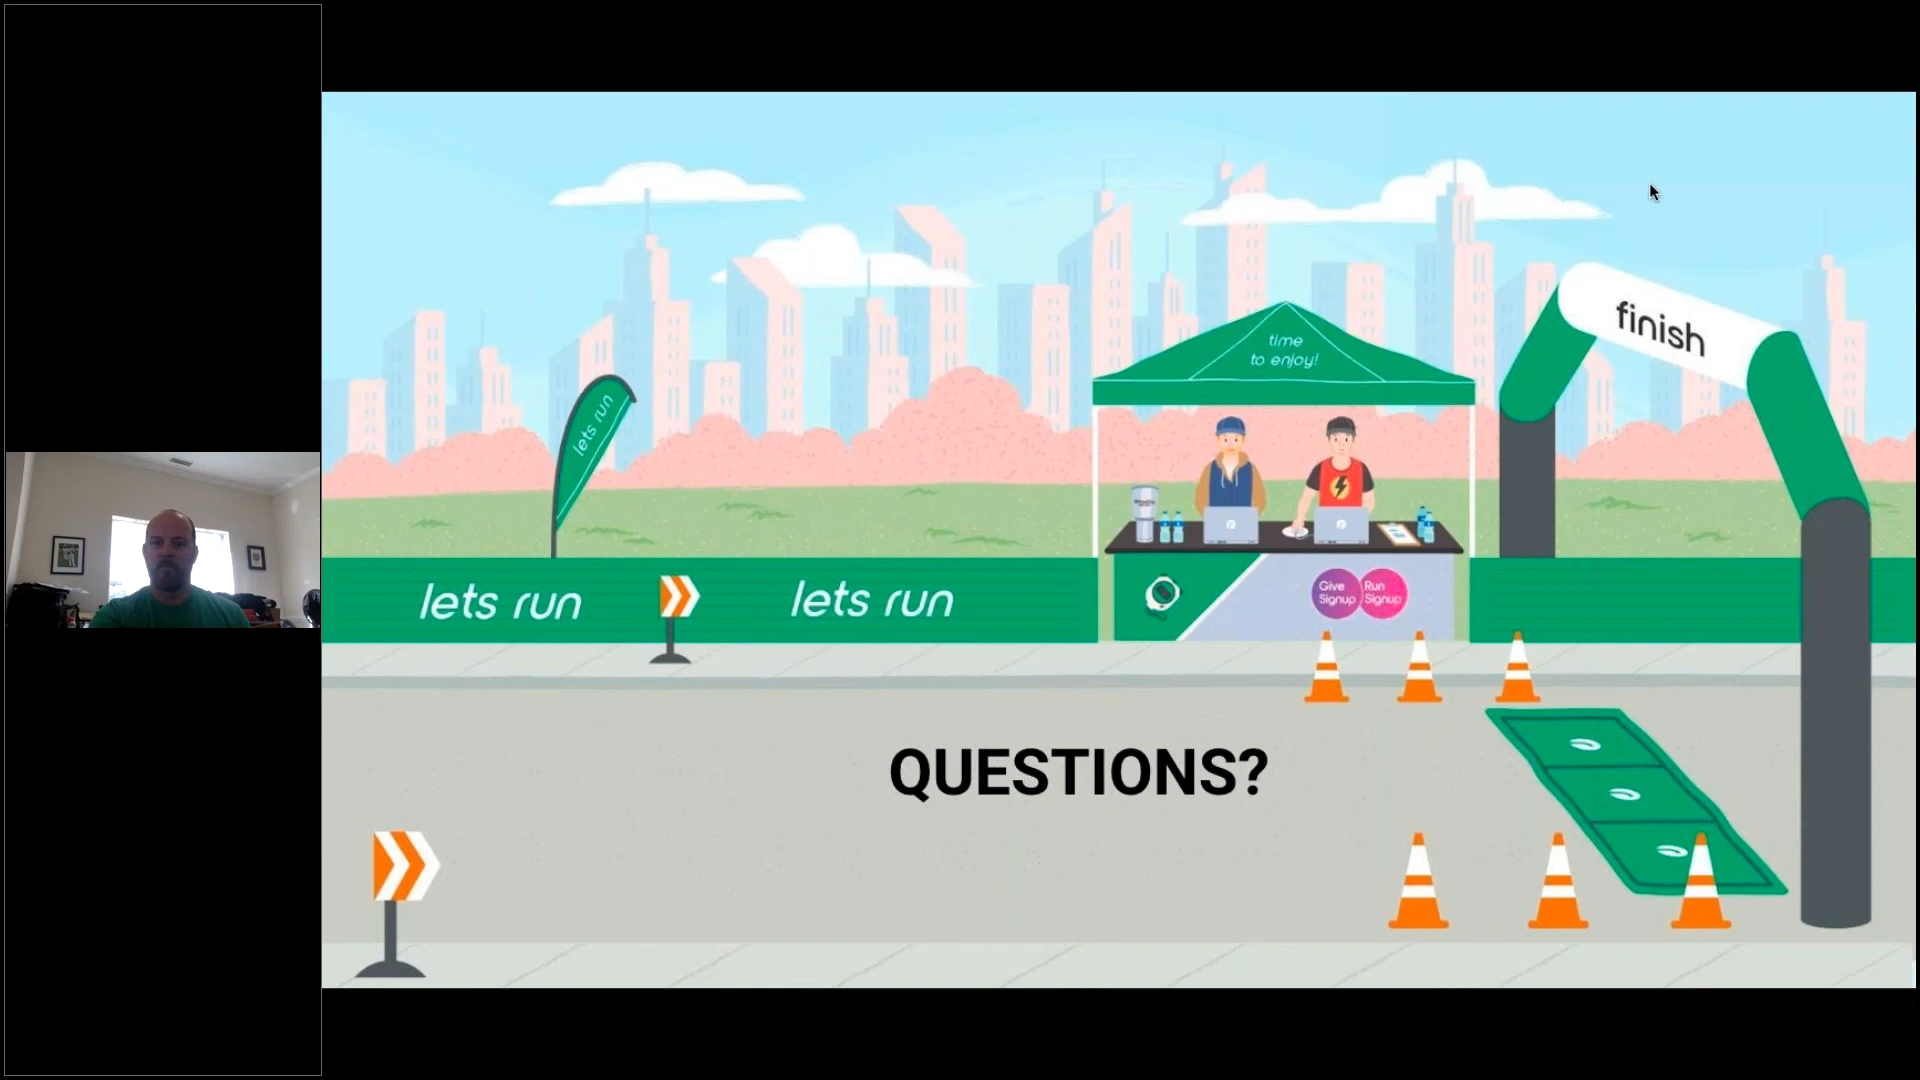 finish
time
to enjoy!
lets run
lets run
lets run
Give
Signup
Run
Signup
QUESTIONS?